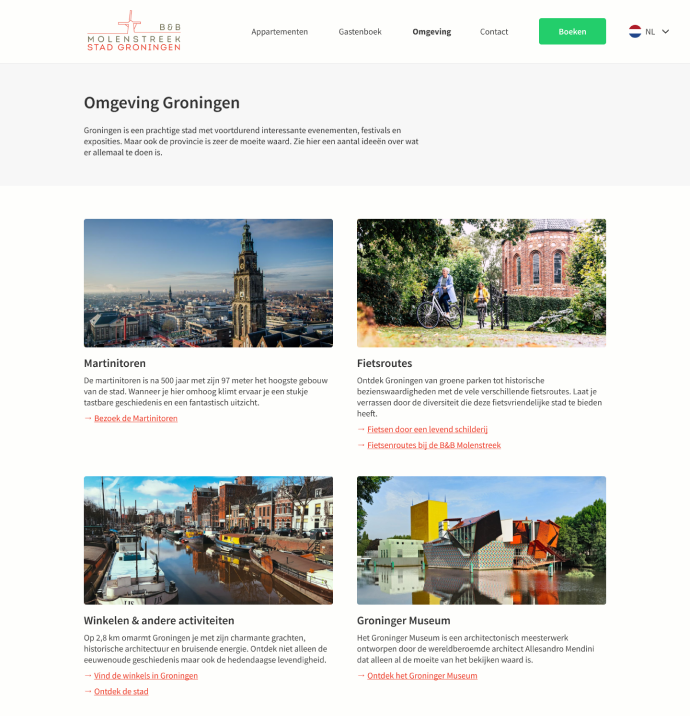 B&B
MOLENSTREEK
STAD GRONINGEN
Appartementen
Gastenboek
Omgeving
Contact
Boeken
NL
Omgeving Groningen
Groningen is een prachtige stad met voortdurend interessante evenementen, festivals en
exposities. Maar ook de provincie is zeer de moeite waard. Zie hier een aantal ideeën over wat
er allemaal te doen is.
Martinitoren
De martinitoren is na 500 jaar met zijn 97 meter het hoogste gebouw
van de stad. Wanneer je hier omhoog klimt ervaar je een stukje
tastbare geschiedenis en een fantastisch uitzicht.
→ Bezoek de Martinitoren
Fietsroutes
Ontdek Groningen van groene parken tot historische
bezienswaardigheden met de vele verschillende fietsroutes. Laat je
verrassen door de diversiteit die deze fietsvriendelijke stad te bieden
heeft.
→ Fietsen door een levend schilderij
→ Fietsenroutes bij de B&B Molenstreek
Winkelen & andere activiteiten
Op 2,8 km omarmt Groningen je met zijn charmante grachten,
historische architectuur en bruisende energie. Ontdek niet alleen de
eeuwenoude geschiedenis maar ook de hedendaagse levendigheid.
→ Vind de winkels in Groningen
→ Ontdek de stad
Groninger Museum
Het Groninger Museum is een architectonisch meesterwerk
ontworpen door de wereldberoemde architect Allesandro Mendini
dat alleen al de moeite van het bekijken waard is.
→ Ontdek het Groninger Museum